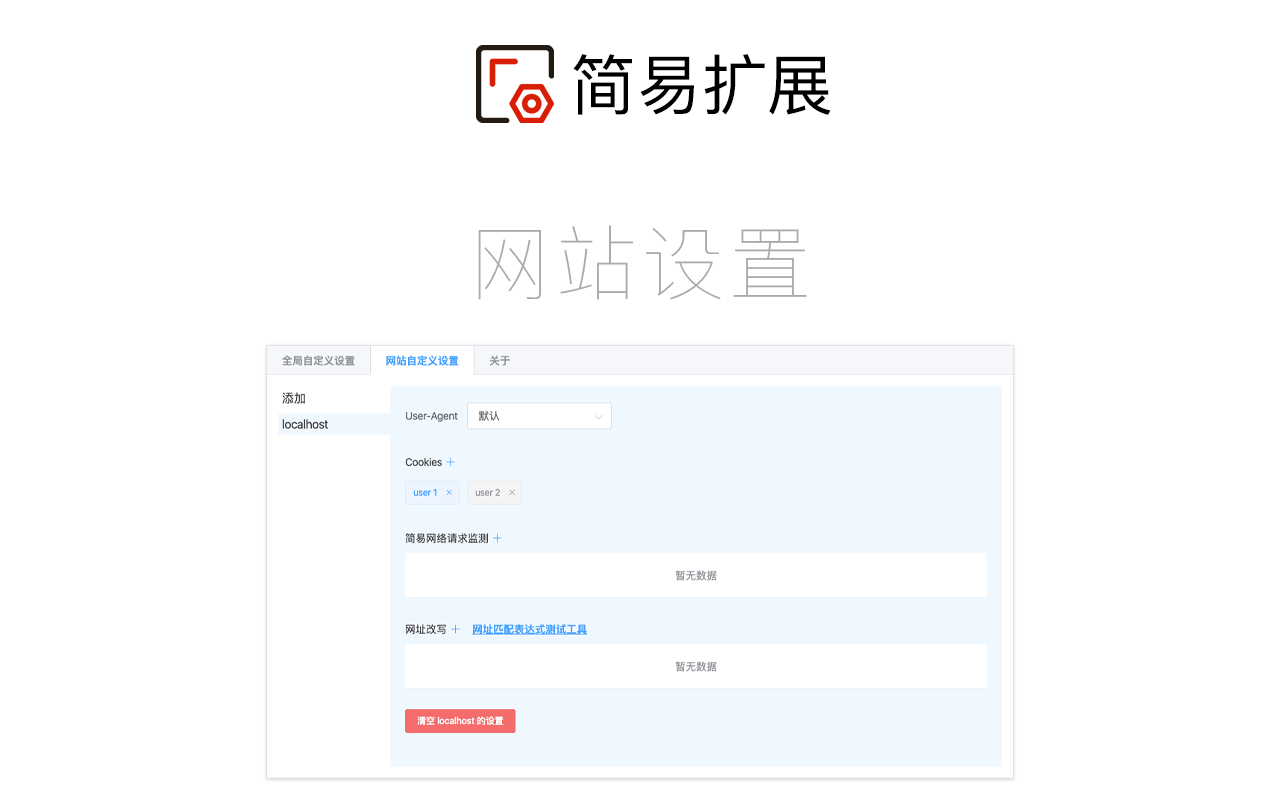 简易扩展
网站设置
全局自定义设置 网站自定义设置 关于
添加
localhost
User-Agent 默认
Cookies
user 1 user 2
简易网络请求监测
暂无数据
网址改写 网址匹配表达式测试工具
暂无数据
清空 localhost 的设置